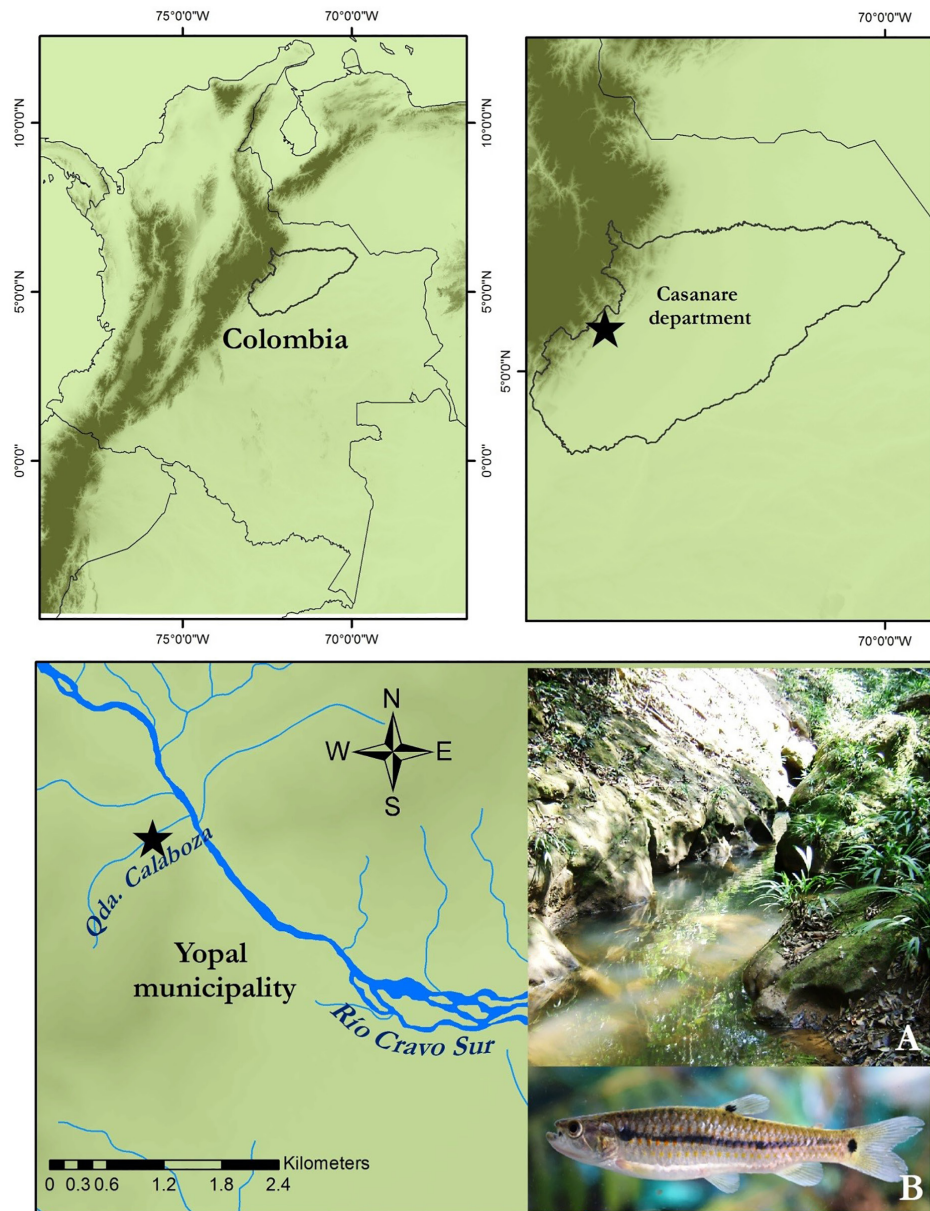 75°0'0"W
70°0'0"W
70°0'0"W
10°0'0"N
10°0'0"N
5°0'0"N
5°0'0"N
0°0'0"
0°0'0"
Colombia
75°0'0"W
70°0'0"W
Casanare
department
5°0'0"N
70°0'0"W
N
W
E
S
Qda. Calaboza
Yopal
municipality
Río Cravo Sur
Kilometers
0 0.3 0.6 1.2 1.8 2.4
A
B